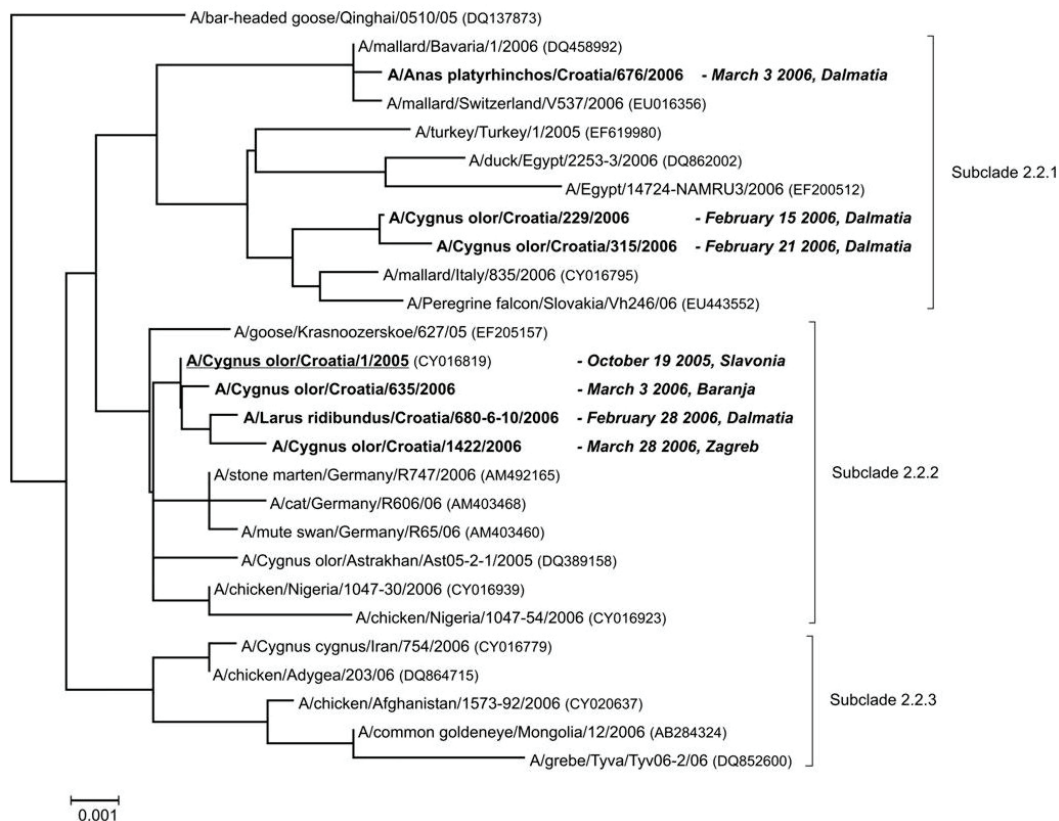 A/bar-headed goose/Qinghai/0510/05 (DQ137873)
A/mallard/Bavaria/1/2006 (DQ458992)
A/Anas platyrhinchos/Croatia/676/2006 - March 3 2006, Dalmatia
A/mallard/Switzerland/V537/2006 (EU016356)
A/turkey/Turkey/1/2005 (EF619980)
A/duck/Egypt/2253-3/2006 (DQ862002)
Subclade 2.2.1
A/Egypt/14724-NAMRU3/2006 (EF200512)
A/Cygnus olor/Croatia/229/2006 - February 15 2006, Dalmatia
A/Cygnus olor/Croatia/315/2006 - February 21 2006, Dalmatia
A/mallard/Italy/835/2006 (CY016795)
A/Peregrine falcon/Slovakia/Vh246/06 (EU443552)
A/goose/Krasnoozerskoe/627/05 (EF205157)
A/Cygnus olor/Croatia/1/2005 (CY016819) - October 19 2005, Slavonia
A/Cygnus olor/Croatia/635/2006 - March 3 2006, Baranja
A/Larus ridibundus/Croatia/680-6-10/2006 - February 28 2006, Dalmatia
A/Cygnus olor/Croatia/1422/2006 - March 28 2006, Zagreb
Subclade 2.2.2
A/stone marten/Germany/R747/2006 (AM492165)
A/cat/Germany/R606/06 (AM403468)
A/mute swan/Germany/R65/06 (AM403460)
A/Cygnus olor/Astrakhan/Ast05-2-1/2005 (DQ389158)
A/chicken/Nigeria/1047-30/2006 (CY016939)
A/chicken/Nigeria/1047-54/2006 (CY016923)
A/Cygnus cygnus/Iran/754/2006 (CY016779)
A/chicken/Adygea/203/06 (DQ864715)
Subclade 2.2.3
A/chicken/Afghanistan/1573-92/2006 (CY020637)
A/common goldeneye/Mongolia/12/2006 (AB284324)
A/grebe/Tyva/Tyv06-2/06 (DQ852600)
0.001